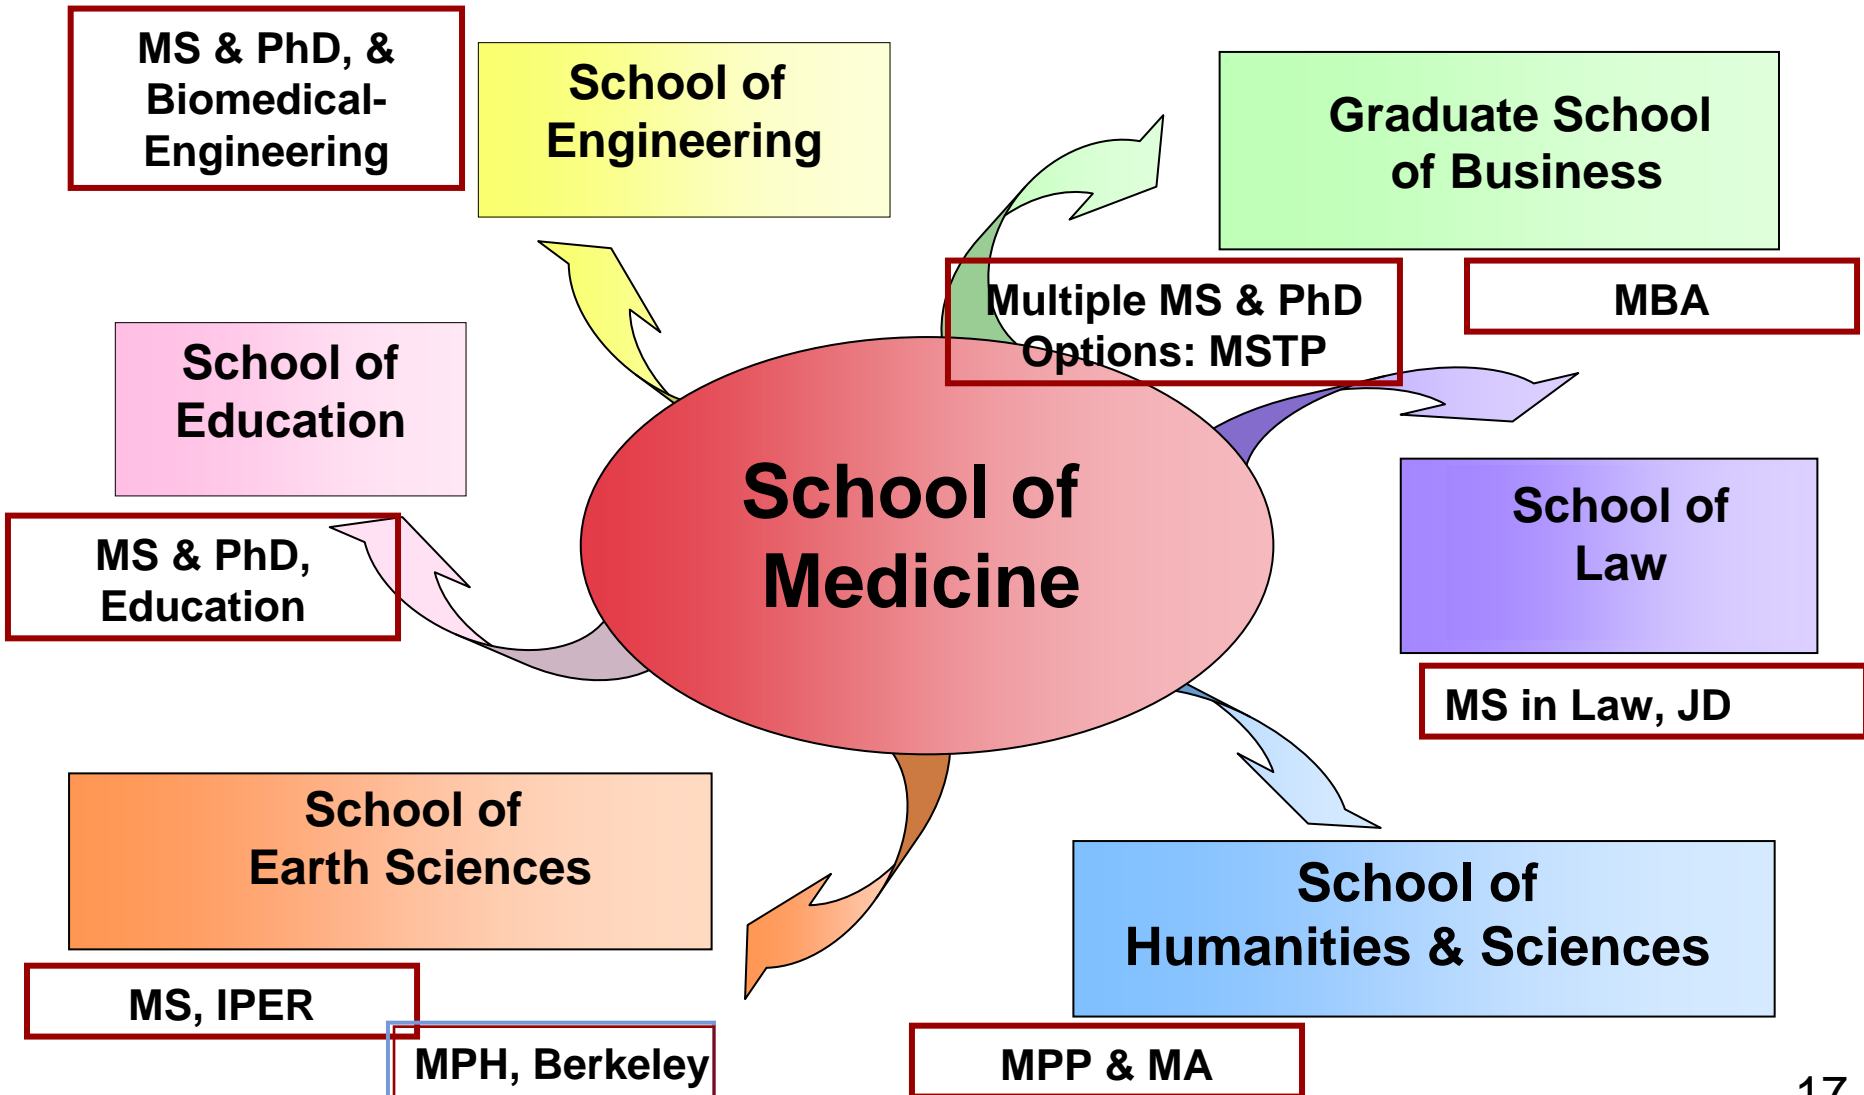 MS & PhD, &
Biomedical-
Engineering
School of
Engineering
Graduate School
of Business
Multiple MS & PhD
Options: MSTP
MBA
School of
Education
MS & PhD,
Education
School of
Medicine
School of
Law
MS in Law, JD
School of
Earth Sciences
MS, IPER
MPH, Berkeley
School of
Humanities & Sciences
MPP & MA
17